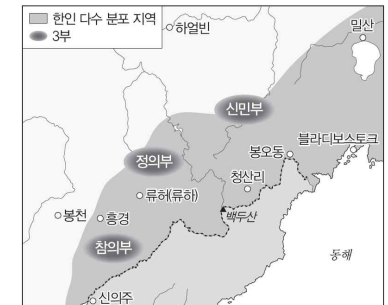 한인 다수 분포 지역
3부
하얼빈
밀산
신민부
블라디보스토크
정의부
봉오동
청산리
류허(류하)
백두산
봉천
흥경
동해
참의부
신의주